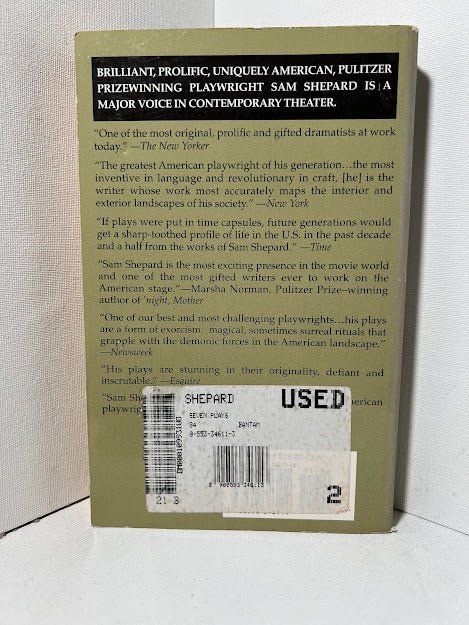 BRILLIANT, PROLIFIC, UNIQUELY AMERICAN, PULITZER
PRIZEWINNING PLAYWRIGHT SAM SHEPARD IS A
MAJOR VOICE IN CONTEMPORARY THEATER.
“One of the most original, prolific and gifted dramatists at work
today.” —The New Yorker
“The greatest American playwright of his generation…the most
inventive in language and revolutionary in craft, [he] is the
writer whose work most accurately maps the interior and
exterior landscapes of his society.” —New York
“If plays were put in time capsules, future generations would
get a sharp-toothed profile of life in the U.S. in the past decade
and a half from the works of Sam Shepard.” —Time
“Sam Shepard is the most exciting presence in the movie world
and one of the most gifted writers ever to work on the
American stage.”—Marsha Norman, Pulitzer Prize–winning
author of ’night, Mother
“One of our best and most challenging playwrights…his plays
are a form of exorcism: magical, sometimes surreal rituals that
grapple with the demonic forces in the American landscape.”
—Newsweek
“His plays are stunning in their originality, defiant and
inscrutable.” —Esquire
“Sam
playwrig
SHEPARD
USED
SEVEN PLAYS
84 BANTAM
0-553-34611-3
21 3
2